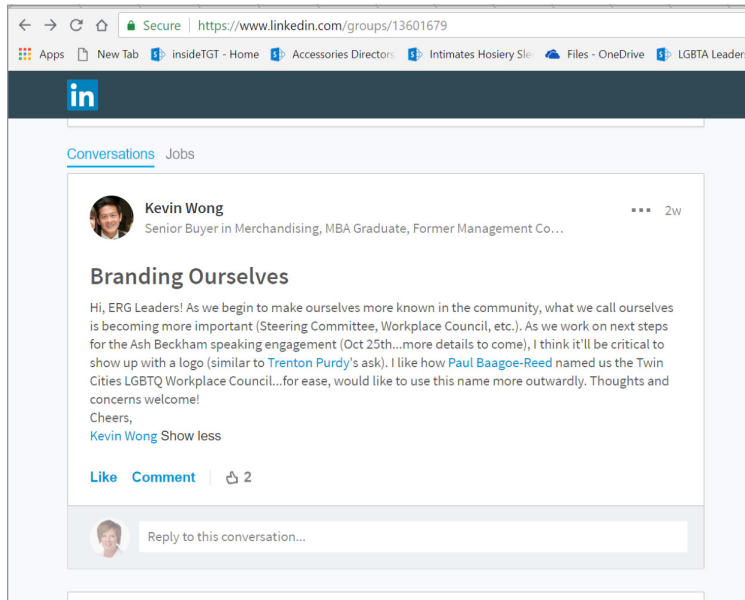 Secure https://www.linkedin.com/groups/13601679
Apps New Tab insideTGT - Home Accessories Directors Intimates Hosiery Sle Files - OneDrive LGBTA Leader
in
Conversations Jobs
Kevin Wong
... 2w
Senior Buyer in Merchandising, MBA Graduate, Former Management Co…
Branding Ourselves
Hi, ERG Leaders! As we begin to make ourselves more known in the community, what we call ourselves
is becoming more important (Steering Committee, Workplace Council, etc.). As we work on next steps
for the Ash Beckham speaking engagement (Oct 25th...more details to come), I think it'll be critical to
show up with a logo (similar to Trenton Purdy's ask). I like how Paul Baagoe-Reed named us the Twin
Cities LGBTQ Workplace Council...for ease, would like to use this name more outwardly. Thoughts and
concerns welcome!
Cheers,
Kevin Wong Show less
Like Comment 2
Reply to this conversation...